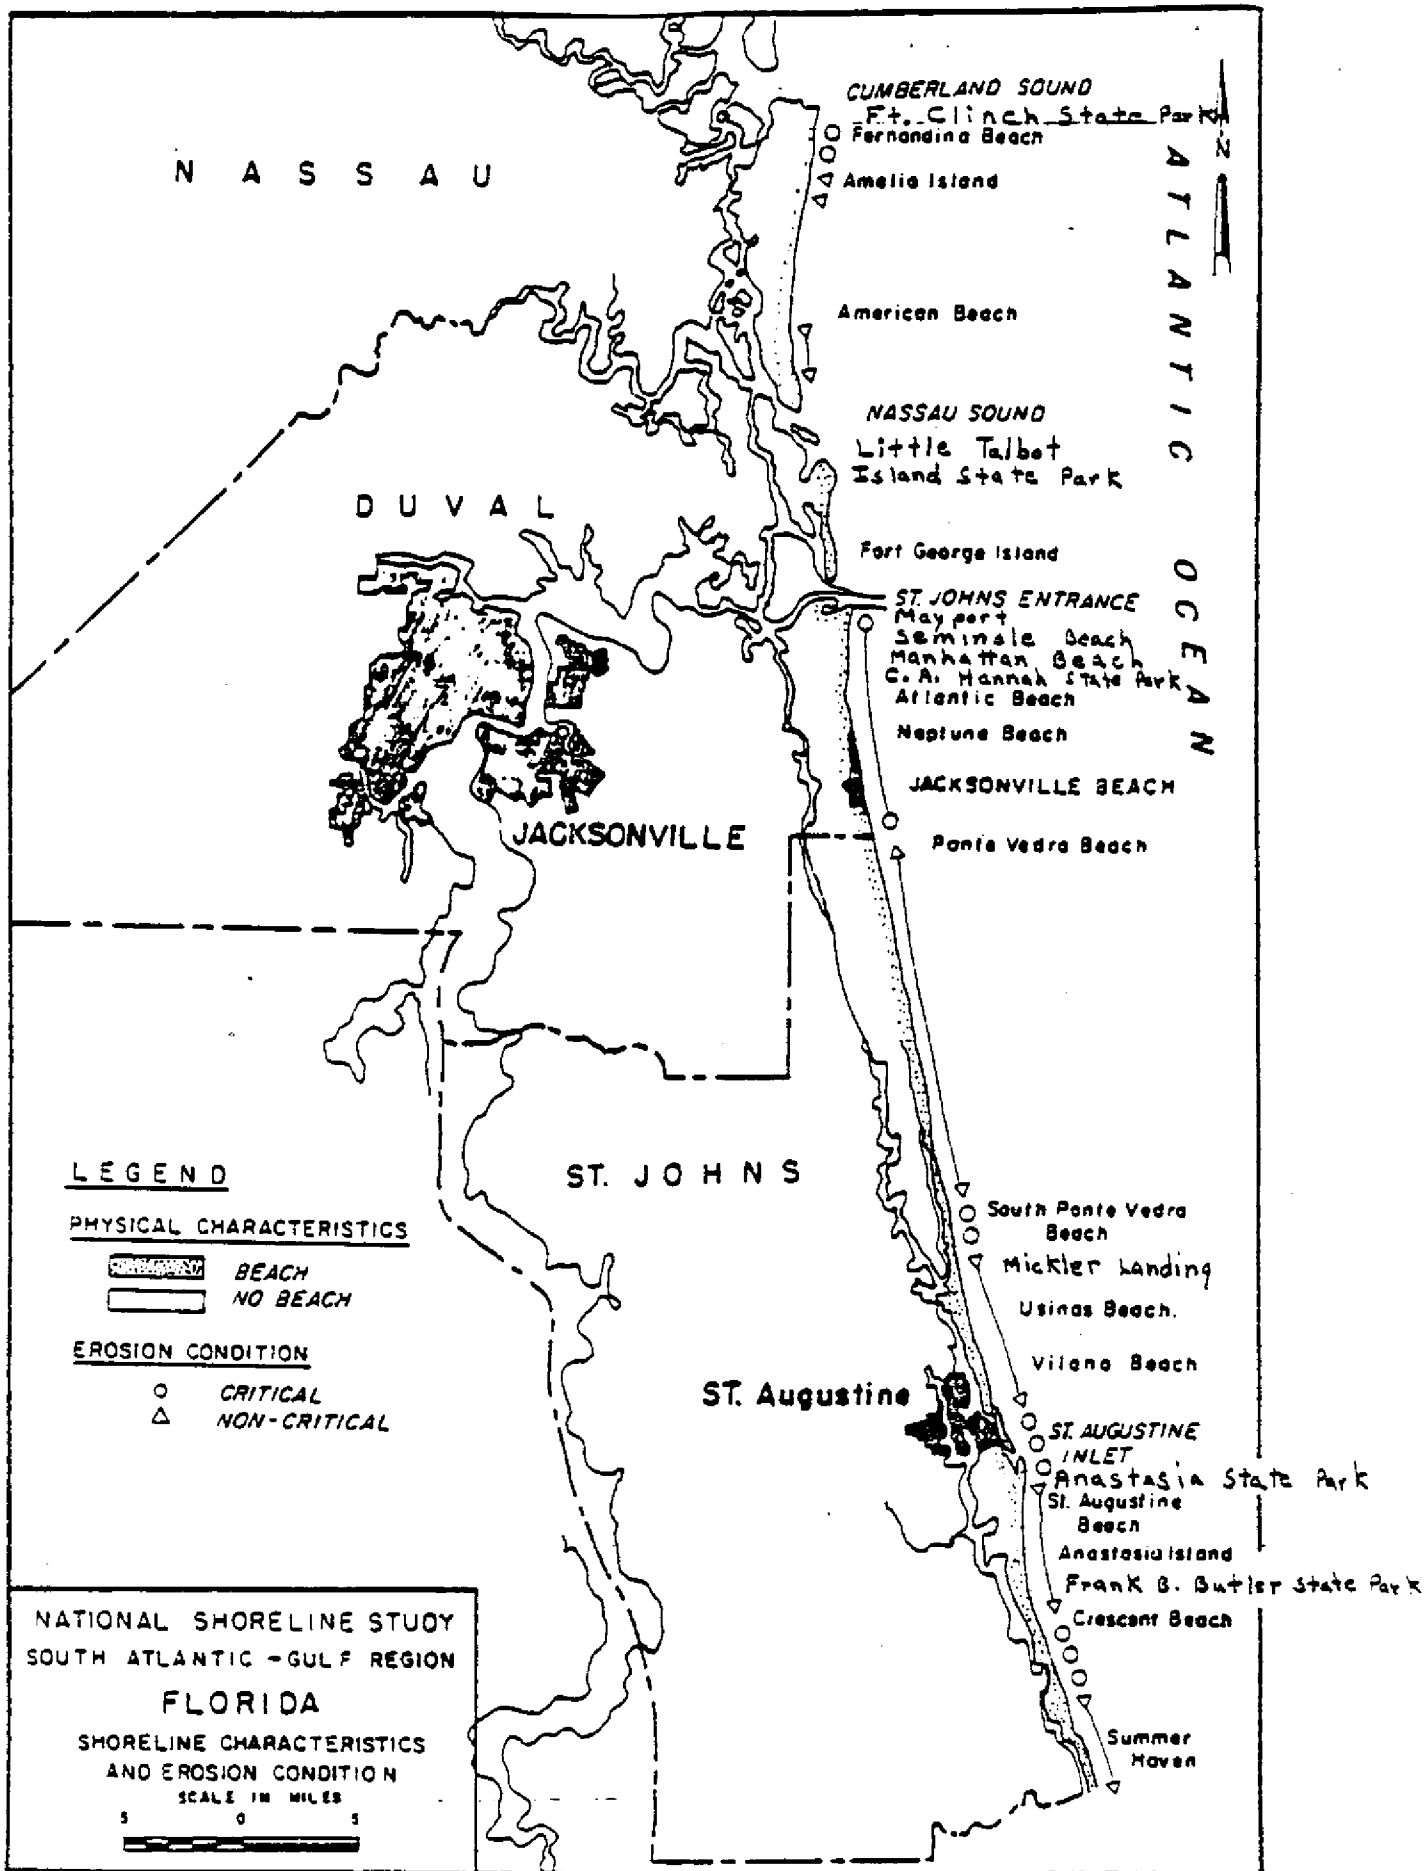 CUMBERLAND SOUND
Ft. Clinch State Park
Fernandina Beach
N
NASSAU
Amelia Island
ATLANTIC OCEAN
American Beach
NASSAU SOUND
Little Talbot
Island State Park
DUVAL
Fort George Island
ST. JOHNS ENTRANCE
Mayport
Seminole Beach
Manhattan Beach
C. A. Hannah State Park
Atlantic Beach
Neptune Beach
JACKSONVILLE BEACH
JACKSONVILLE
Ponte Vedra Beach
ST. JOHNS
LEGEND
PHYSICAL CHARACTERISTICS
BEACH
NO BEACH
EROSION CONDITION
CRITICAL
NON-CRITICAL
South Ponte Vedra
Beach
Mickler Landing
Usinas Beach.
Vilano Beach
ST. Augustine
ST. AUGUSTINE
INLET
Anastasia State Park
St. Augustine
Beach
Anastasia Island
Frank B. Butler State Park
Crescent Beach
Summer
Haven
NATIONAL SHORELINE STUDY
SOUTH ATLANTIC - GULF REGION
FLORIDA
SHORELINE CHARACTERISTICS
AND EROSION CONDITION
SCALE IN MILES
5 0 5